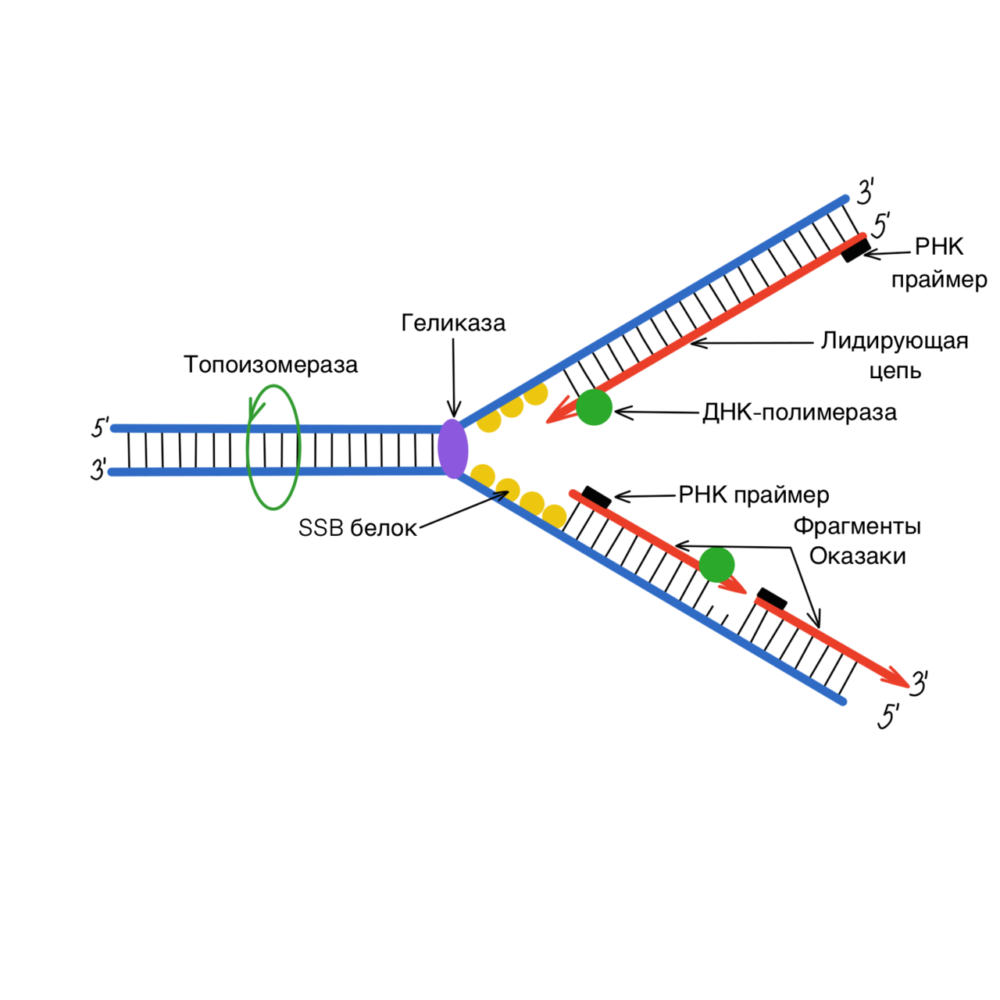 3'
5'
РНК
праймер
Геликаза
Лидирующая
цепь
Топоизомераза
ДНК-полимераза
5'
3'
РНК праймер
SSB белок
Фрагменты
Оказаки
3'
5'